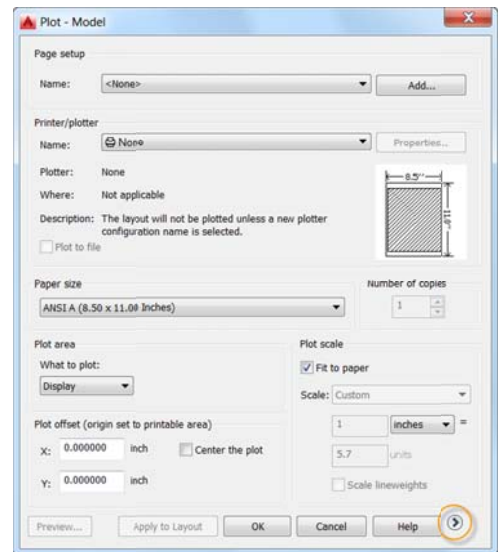 Plot - Model
Page setup
Name: <None> Add...
Printer/plotter
Name: None Properties...
Plotter: None
Where: Not applicable
Description: The layout will not be plotted unless a new plotter
configuration name is selected.
Plot to file
8.5''
11.0''
Paper size
ANSI A (8.50 x 11.00 Inches)
Number of copies
1
Plot area
What to plot:
Display
Plot scale
Fit to paper
Scale: Custom
1 inches =
5.7 units
Scale lineweights
Plot offset (origin set to printable area)
X: 0.000000 inch Center the plot
Y: 0.000000 inch
Preview... Apply to Layout OK Cancel Help